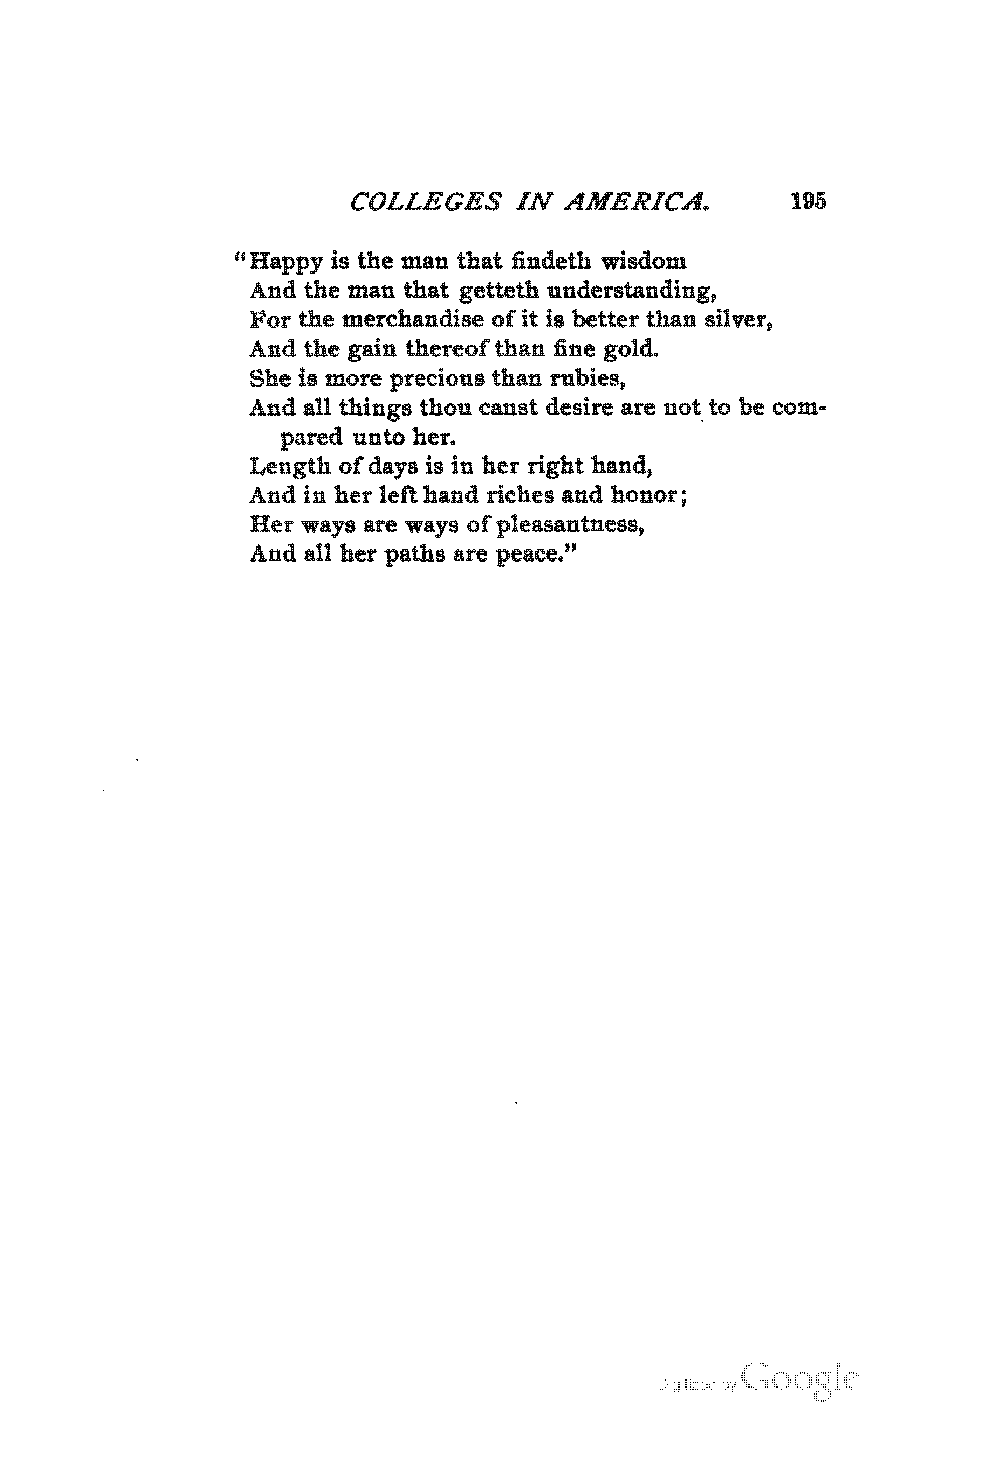 COLLEGES IN AMERICA. 195
“Happy is the man that findeth wisdom
And the man that getteth understanding,
For the merchandise of it is better than silver,
And the gain thereof than fine gold.
She is more precious than rubies,
And all things thou canst desire are not to be com-
pared unto her.
Length of days is in her right hand,
And in her left hand riches and honor;
Her ways are ways of pleasantness,
And all her paths are peace.”
Digitized by Google